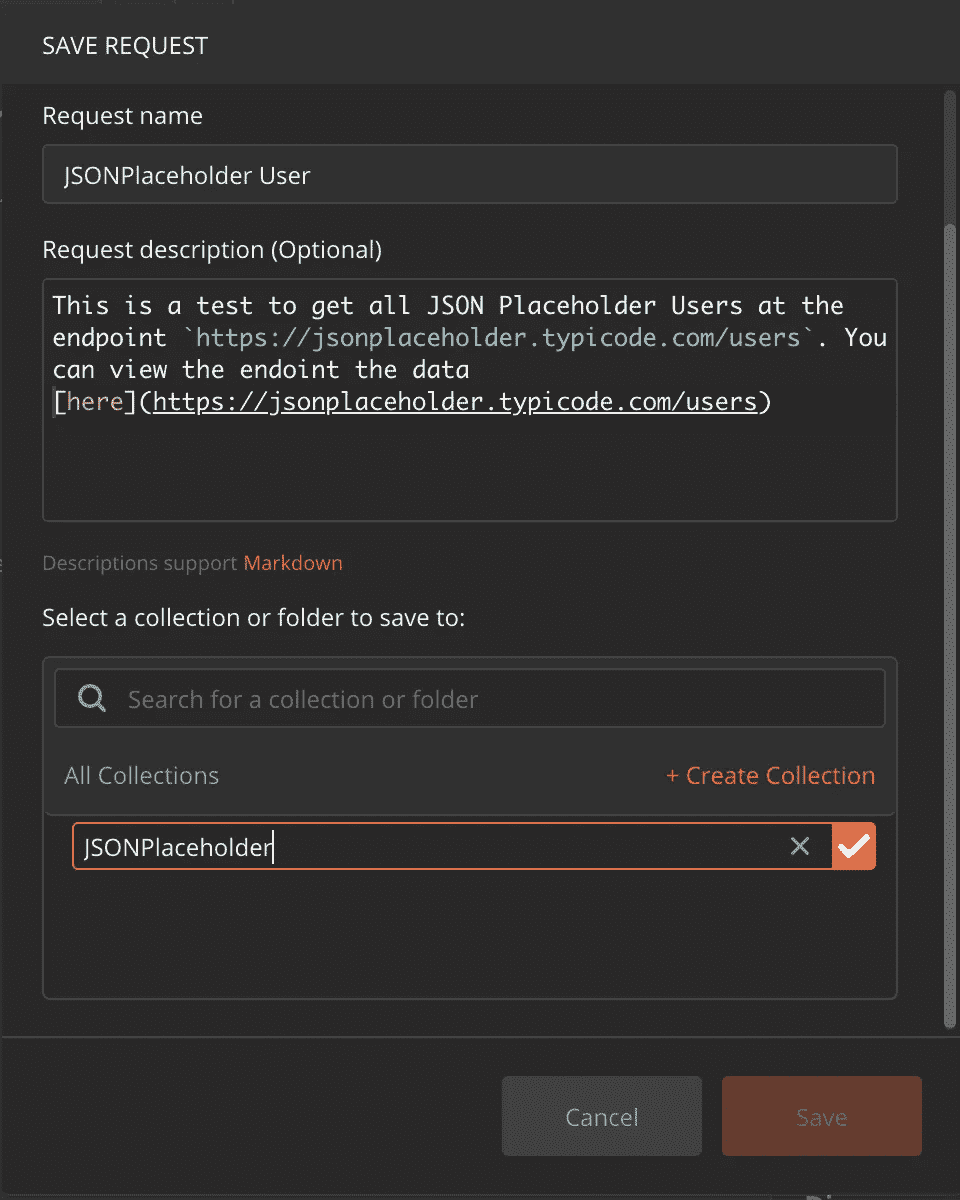 SAVE REQUEST
Request name
JSONPlaceholder User
Request description (Optional)
This is a test to get all JSON Placeholder Users at the
endpoint `https://jsonplaceholder.typicode.com/users`. You
can view the endoint the data
[here](https://jsonplaceholder.typicode.com/users)
Descriptions support Markdown
Select a collection or folder to save to:
Search for a collection or folder
All Collections + Create Collection
JSONPlaceholder
Cancel Save